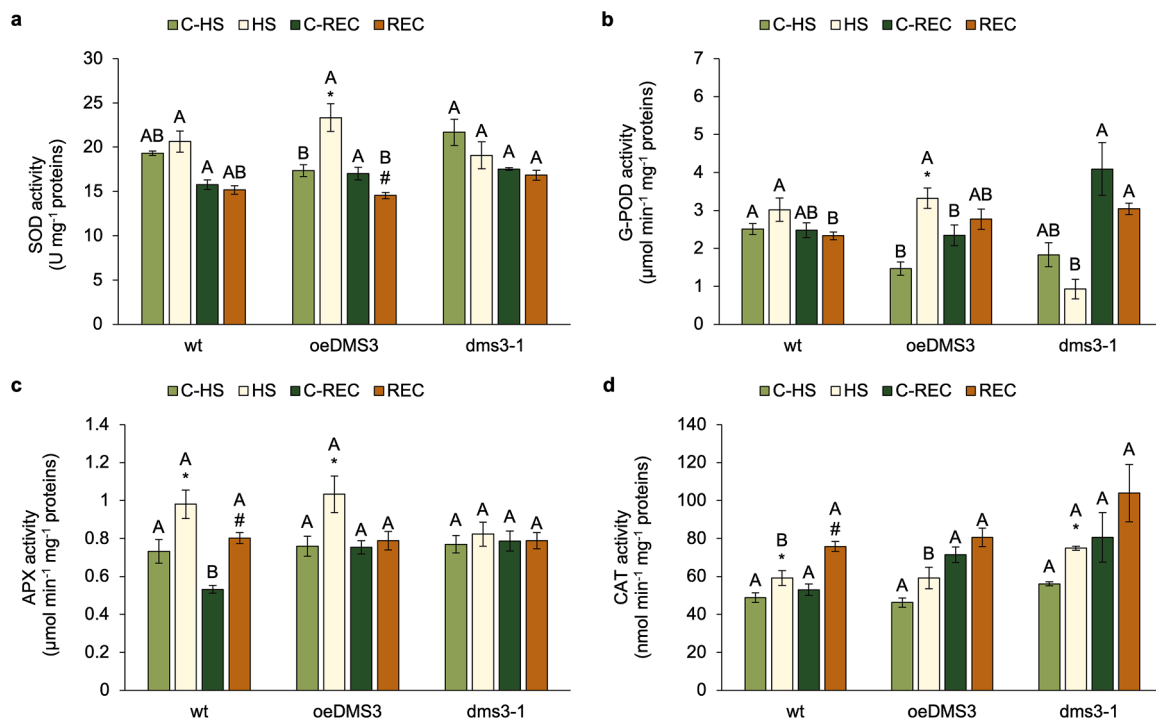 a
C-HS HS C-REC REC
SOD activity
(U mg⁻¹ proteins)
30
25
20
15
10
5
0
AB A A AB
B A * A B #
A A A A
wt oeDMS3 dms3-1
b
C-HS HS C-REC REC
G-POD activity
(µmol min⁻¹ mg⁻¹ proteins)
7
6
5
4
3
2
1
0
A A AB B
B A * B AB
AB B A A
wt oeDMS3 dms3-1
c
C-HS HS C-REC REC
APX activity
(µmol min⁻¹ mg⁻¹ proteins)
1.4
1.2
1
0.8
0.6
0.4
0.2
0
A A * B A #
A A * A A
A A A A
wt oeDMS3 dms3-1
d
C-HS HS C-REC REC
CAT activity
(nmol min⁻¹ mg⁻¹ proteins)
140
120
100
80
60
40
20
0
A B * A A #
A B A A
A A * A A
wt oeDMS3 dms3-1